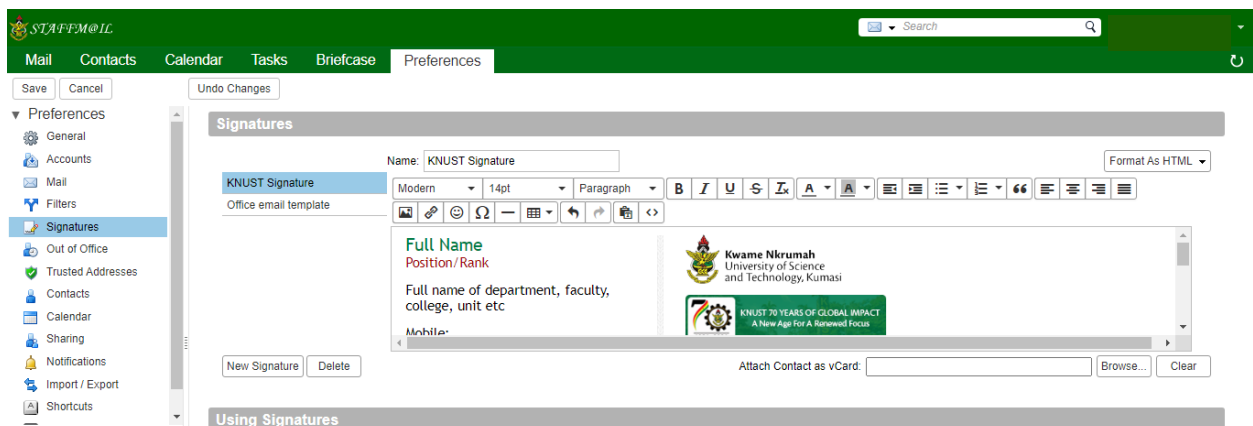 STAFFM@IL
Search
Mail Contacts Calendar Tasks Briefcase Preferences
Save Cancel Undo Changes
Preferences
General
Accounts
Mail
Filters
Signatures
Out of Office
Trusted Addresses
Contacts
Calendar
Sharing
Notifications
Import / Export
Shortcuts
Signatures
Name: KNUST Signature Format As HTML
KNUST Signature
Office email template
Modern 14pt Paragraph B I U S Tx A A
Full Name
Position/Rank
Full name of department, faculty,
college, unit etc
Mobile:
Kwame Nkrumah
University of Science
and Technology, Kumasi
KNUST 70 YEARS OF GLOBAL IMPACT
A New Age For A Renewed Focus
New Signature Delete Attach Contact as vCard: Browse... Clear
Using Signatures